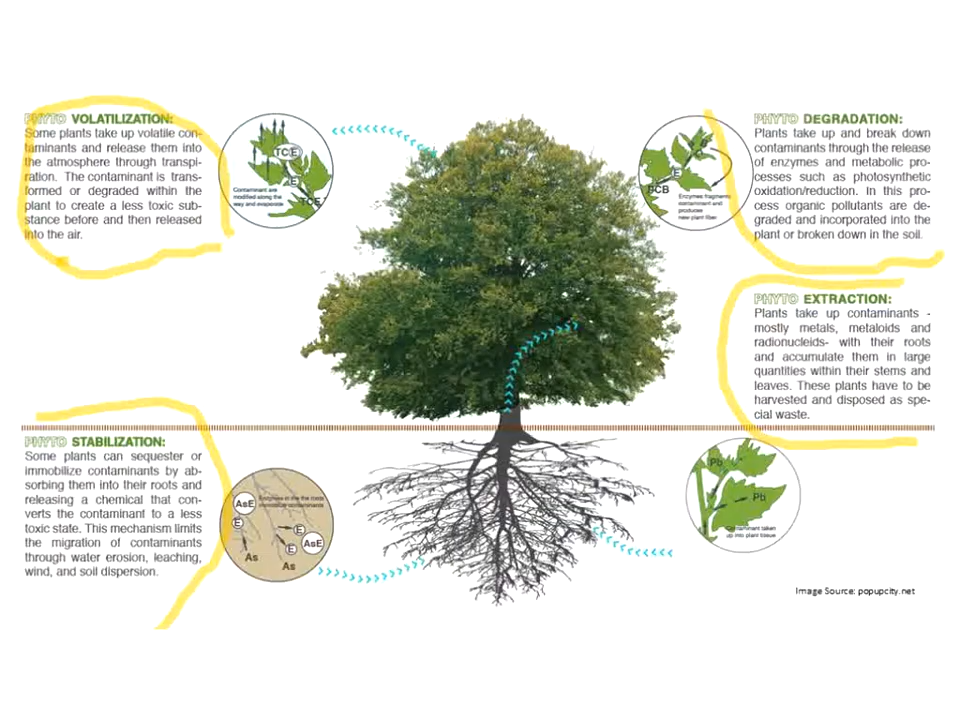 PHYTO VOLATILIZATION:
Some plants take up volatile con-
taminants and release them into
the atmosphere through transpi-
ration. The contaminant is trans-
formed or degraded within the
plant to create a less toxic sub-
stance before and then released
into the air.
TCE
E
TCE
Contaminant are
modified along the
way and evaporate
PHYTO DEGRADATION:
Plants take up and break down
contaminants through the release
of enzymes and metabolic pro-
cesses such as photosynthetic
oxidation/reduction. In this pro-
cess organic pollutants are de-
graded and incorporated into the
plant or broken down in the soil.
E
Enzymes fragments
contaminant and
produces
new plant fiber
PHYTO EXTRACTION:
Plants take up contaminants -
mostly metals, metaloids and
radionucleids- with their roots
and accumulate them in large
quantities within their stems and
leaves. These plants have to be
harvested and disposed as spe-
cial waste.
PHYTO STABILIZATION:
Some plants can sequester or
immobilize contaminants by ab-
sorbing them into their roots and
releasing a chemical that con-
verts the contaminant to a less
toxic state. This mechanism limits
the migration of contaminants
through water erosion, leaching,
wind, and soil dispersion.
Enzymes in the the roots
immobilize contaminants
AsE
E
E
AsE
E
As
As
Pb
Pb
Contaminant taken
up into plant tissue
Image Source: popupcity.net